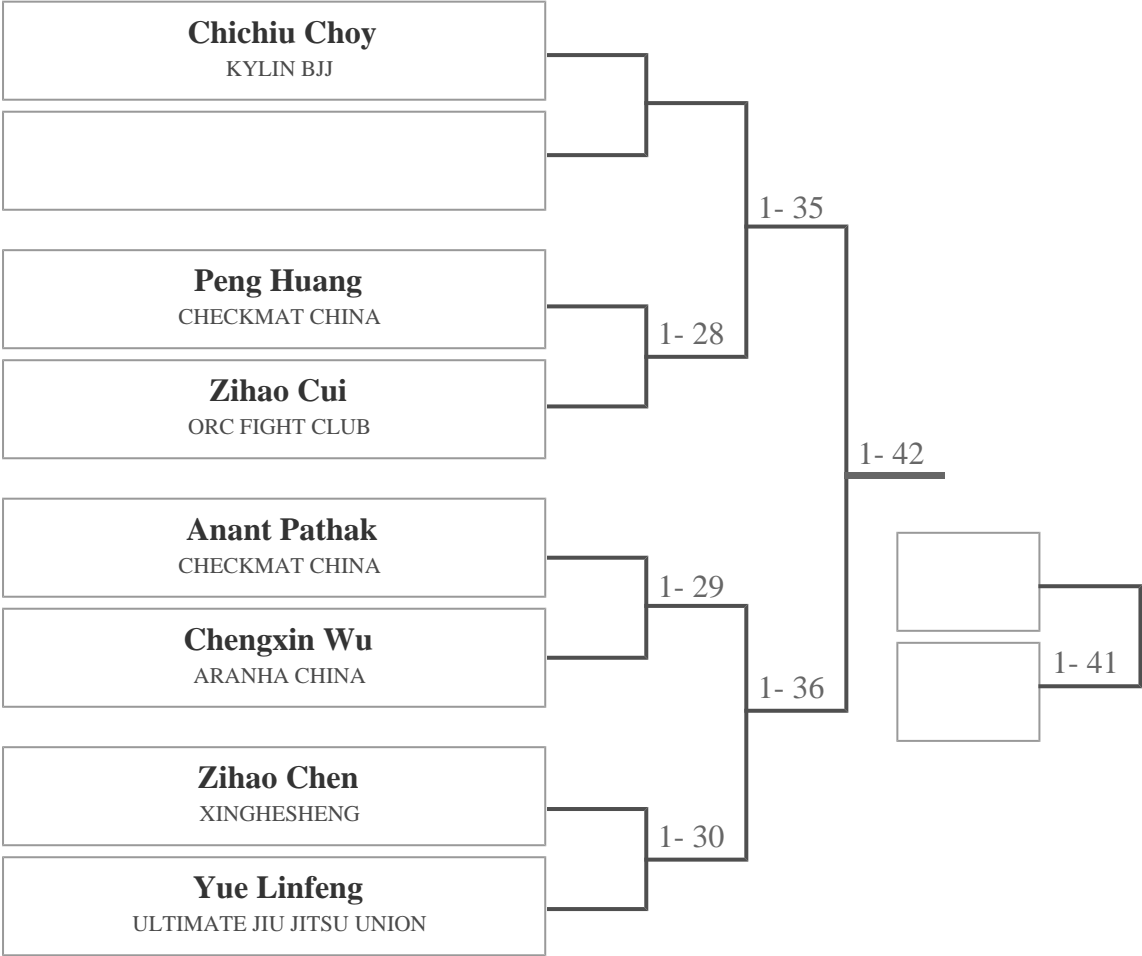 Chichiu Choy
KYLIN BJJ
1- 35
Peng Huang
CHECKMAT CHINA
1- 28
Zihao Cui
ORC FIGHT CLUB
1- 42
Anant Pathak
CHECKMAT CHINA
1- 29
Chengxin Wu
ARANHA CHINA
1- 41
1- 36
Zihao Chen
XINGHESHENG
1- 30
Yue Linfeng
ULTIMATE JIU JITSU UNION